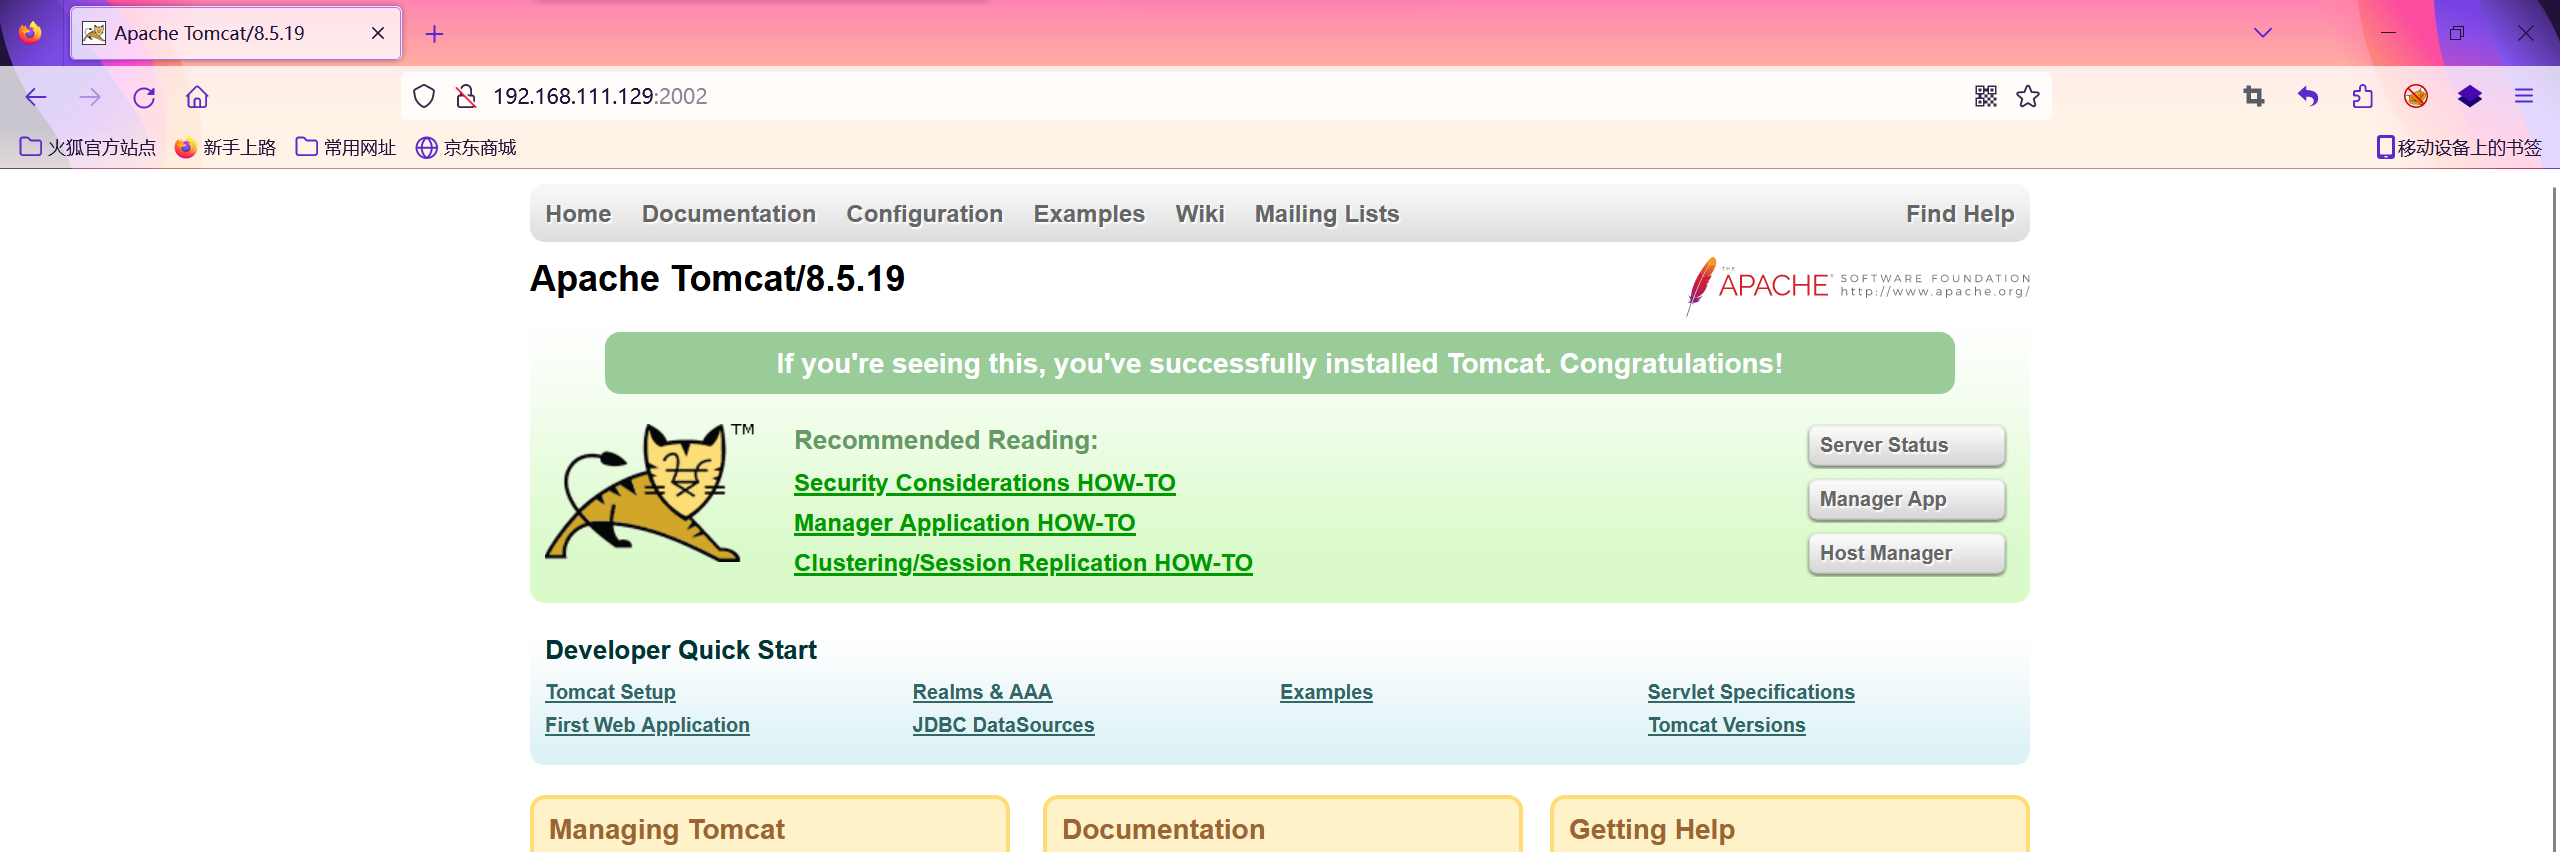 Apache Tomcat/8.5.19
192.168.111.129:2002
火狐官方站点 新手上路 常用网址 京东商城 移动设备上的书签
Home Documentation Configuration Examples Wiki Mailing Lists Find Help
Apache Tomcat/8.5.19
THE APACHE® SOFTWARE FOUNDATION
http://www.apache.org/
If you're seeing this, you've successfully installed Tomcat. Congratulations!
TM
Recommended Reading:
Security Considerations HOW-TO
Manager Application HOW-TO
Clustering/Session Replication HOW-TO
Server Status
Manager App
Host Manager
Developer Quick Start
Tomcat Setup Realms & AAA Examples Servlet Specifications
First Web Application JDBC DataSources Tomcat Versions
Managing Tomcat Documentation Getting Help